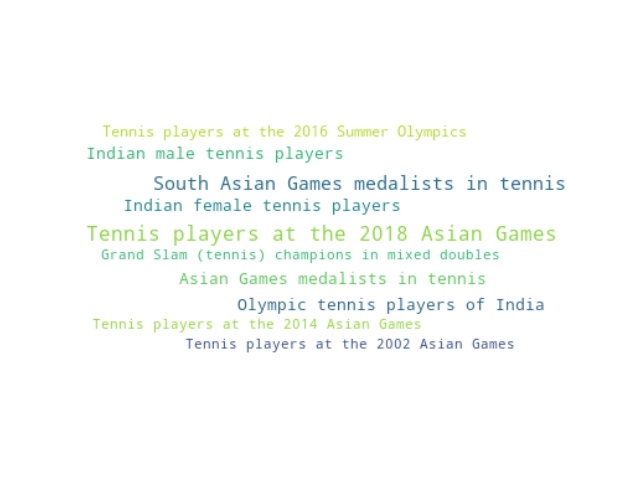 Tennis players at the 2016 Summer Olympics
Indian male tennis players
South Asian Games medalists in tennis
Indian female tennis players
Tennis players at the 2018 Asian Games
Grand Slam (tennis) champions in mixed doubles
Asian Games medalists in tennis
Olympic tennis players of India
Tennis players at the 2014 Asian Games
Tennis players at the 2002 Asian Games